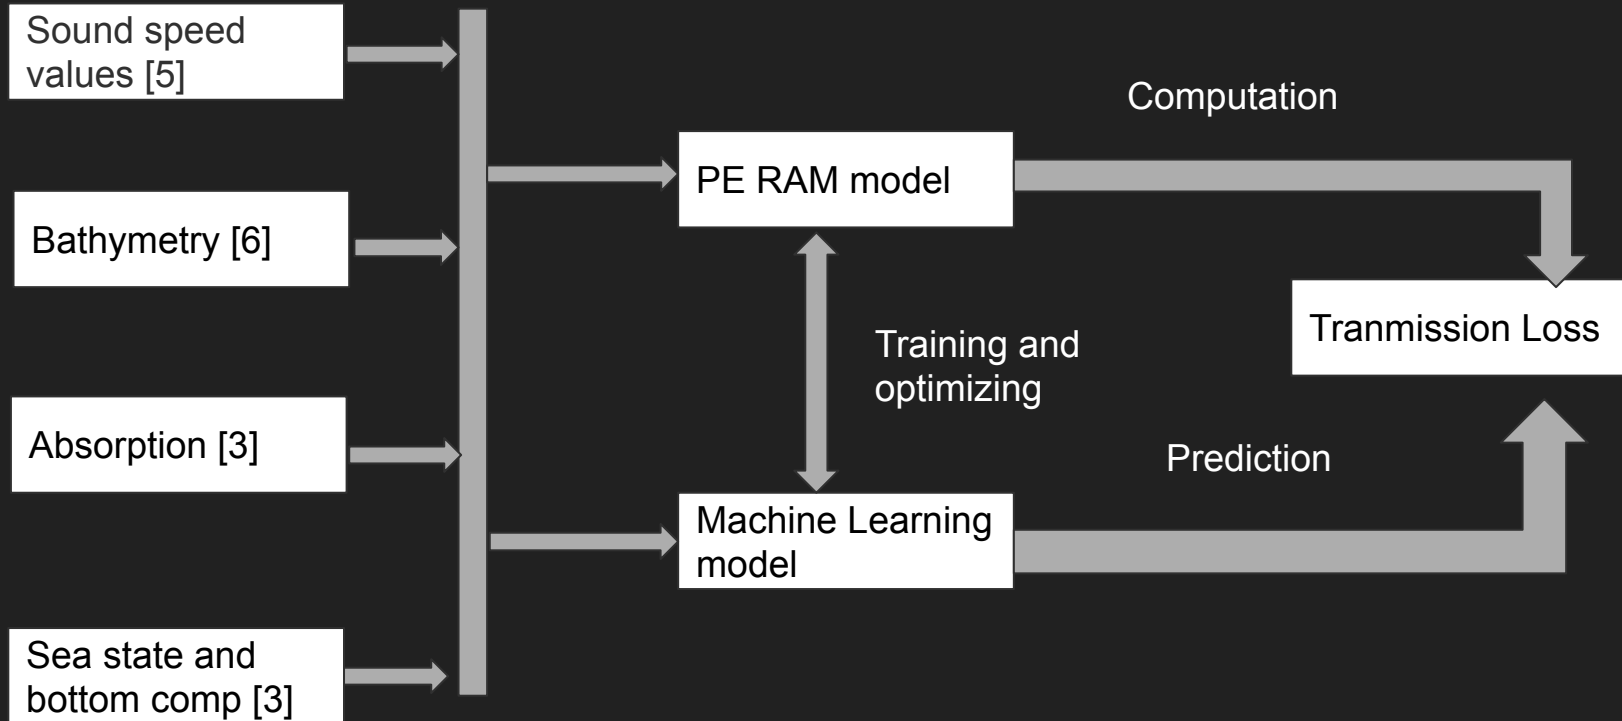 Sound speed
values [5]
Bathymetry [6]
Absorption [3]
Sea state and
bottom comp [3]
PE RAM model
Training and
optimizing
Machine Learning
model
Computation
Prediction
Tranmission Loss